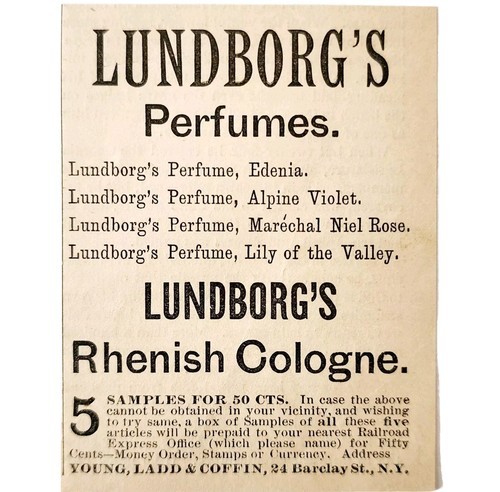 LUNDBORG'S
Perfumes.
Lundborg's Perfume, Edenia.
Lundborg's Perfume, Alpine Violet.
Lundborg's Perfume, Maréchal Niel Rose.
Lundborg's Perfume, Lily of the Valley.
LUNDBORG'S
Rhenish Cologne.
5 SAMPLES FOR 50 CTS. In case the above
cannot be obtained in your vicinity, and wishing
to try same, a box of Samples of all these five
articles will be prepaid to your nearest Railroad
Express Office (which please name) for Fifty
Cents—Money Order, Stamps or Currency. Address
YOUNG, LADD & COFFIN, 24 Barclay St., N.Y.